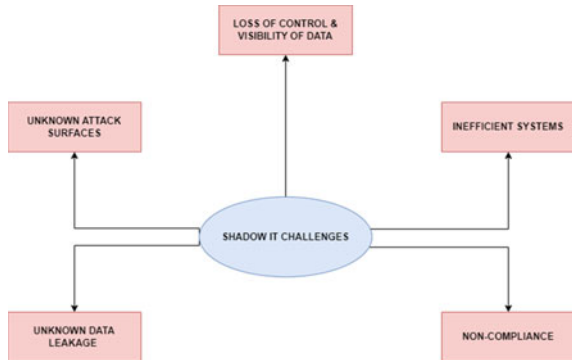 LOSS OF CONTROL &
VISIBILITY OF DATA
UNKNOWN ATTACK
SURFACES
INEFFICIENT SYSTEMS
SHADOW IT CHALLENGES
UNKNOWN DATA
LEAKAGE
NON-COMPLIANCE